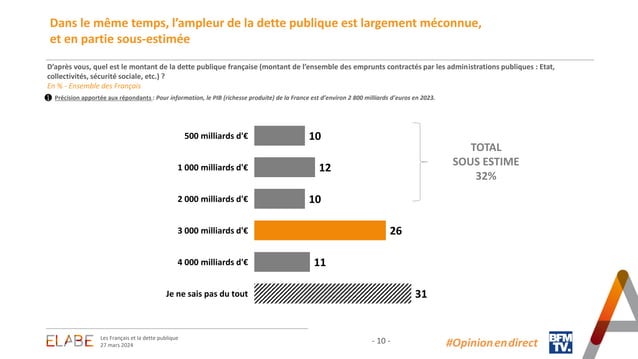 Dans le même temps, l’ampleur de la dette publique est largement méconnue,
et en partie sous-estimée
D’après vous, quel est le montant de la dette publique française (montant de l’ensemble des emprunts contractés par les administrations publiques : Etat,
collectivités, sécurité sociale, etc.) ?
En % - Ensemble des Français
Précision apportée aux répondants : Pour information, le PIB (richesse produite) de la France est d’environ 2 800 milliards d’euros en 2023.
500 milliards d'€ 10
1 000 milliards d'€ 12
2 000 milliards d'€ 10
3 000 milliards d'€ 26
4 000 milliards d'€ 11
Je ne sais pas du tout 31
TOTAL
SOUS ESTIME
32%
ELABE
Les Français et la dette publique
27 mars 2024
- 10 -
#Opinion en direct
BFM
TV.